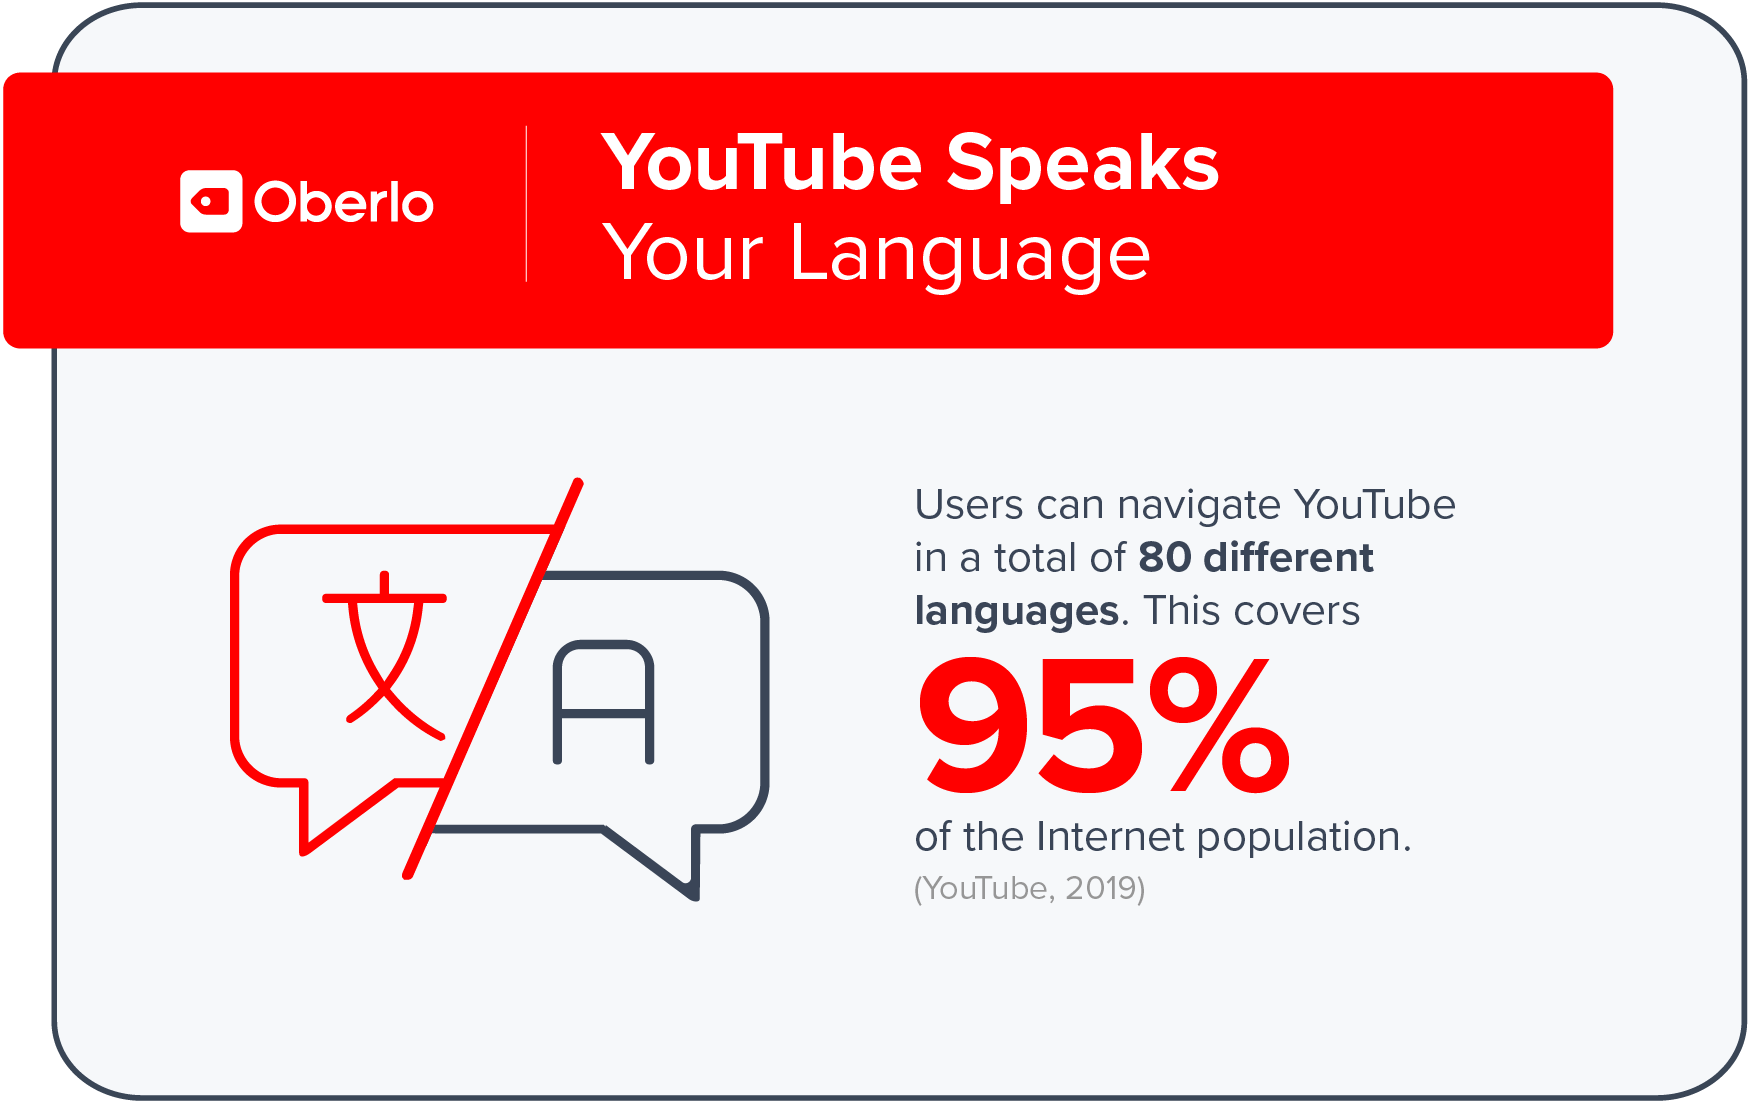 Oberlo
YouTube Speaks
Your Language
文
A
Users can navigate YouTube
in a total of 80 different
languages. This covers
95%
of the Internet population.
(YouTube, 2019)